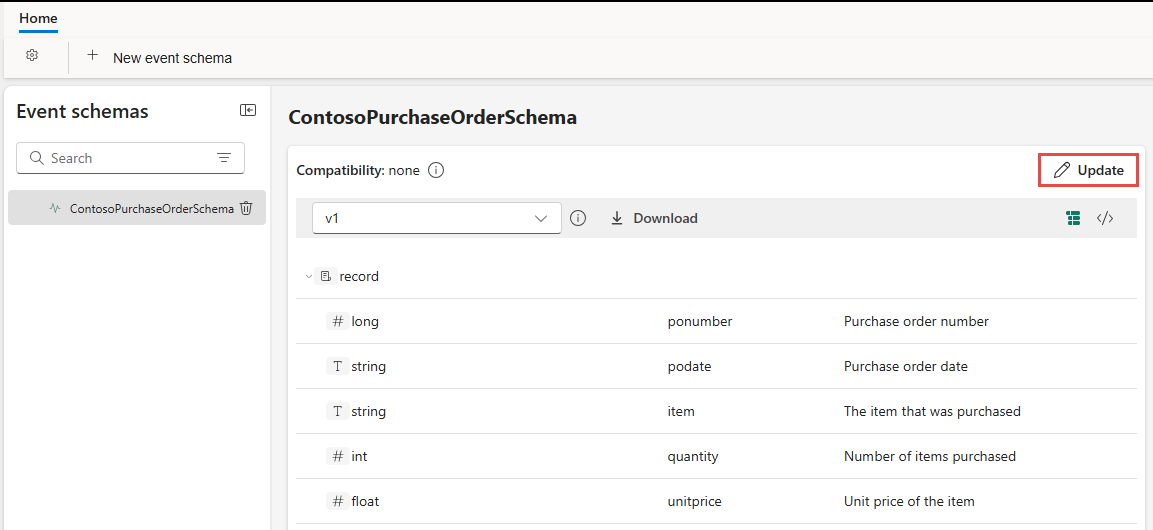 Home
New event schema
Event schemas
Search
ContosoPurchaseOrderSchema
ContosoPurchaseOrderSchema
Compatibility: none
Update
v1
Download
</>
record
# long ponumber Purchase order number
T string podate Purchase order date
T string item The item that was purchased
# int quantity Number of items purchased
# float unitprice Unit price of the item